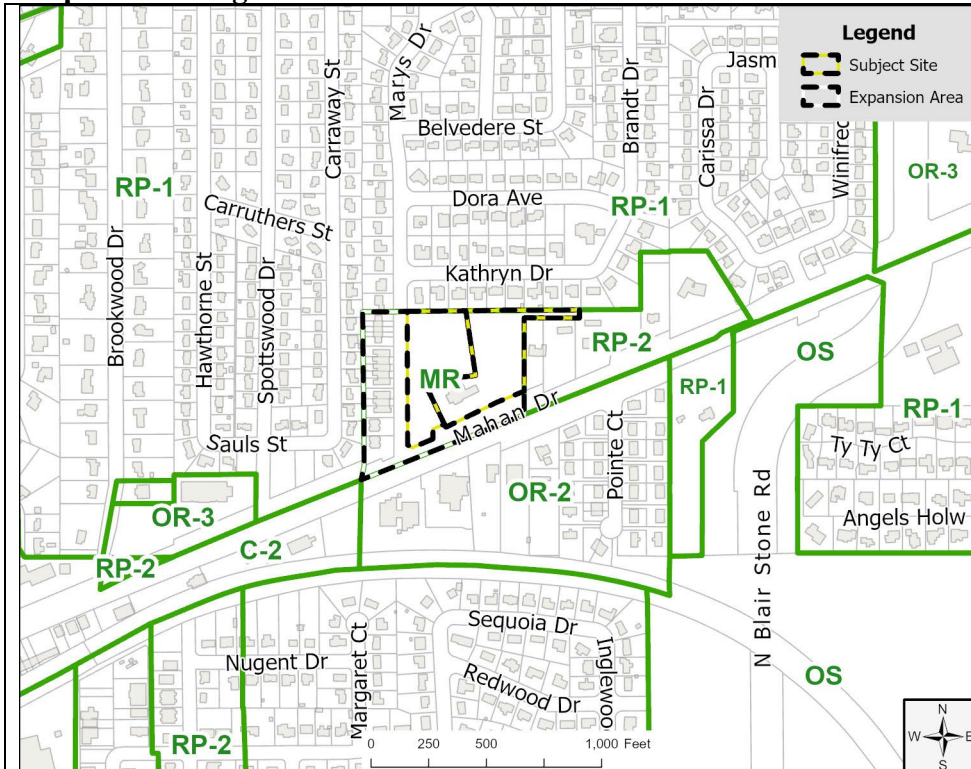 Legend
Subject Site
Expansion Area
Jasm
Marys Dr
Carraway St
Brandt Dr
Carissa Dr
Winifred
Belvedere St
OR-3
RP-1
Dora Ave
RP-1
Carruthers St
Brookwood Dr
Hawthorne St
Spottswood Dr
Kathryn Dr
RP-2
OS
MR
RP-1
RP-1
Mahan Dr
Sauls St
Pointe Ct
Ty Ty Ct
OR-2
OR-3
Angels Holw
C-2
RP-2
N Blair Stone Rd
Sequoia Dr
Margaret Ct
Nugent Dr
Redwood Dr
Inglewoo
OS
RP-2
0 250 500 1,000 Feet
N
W E
S